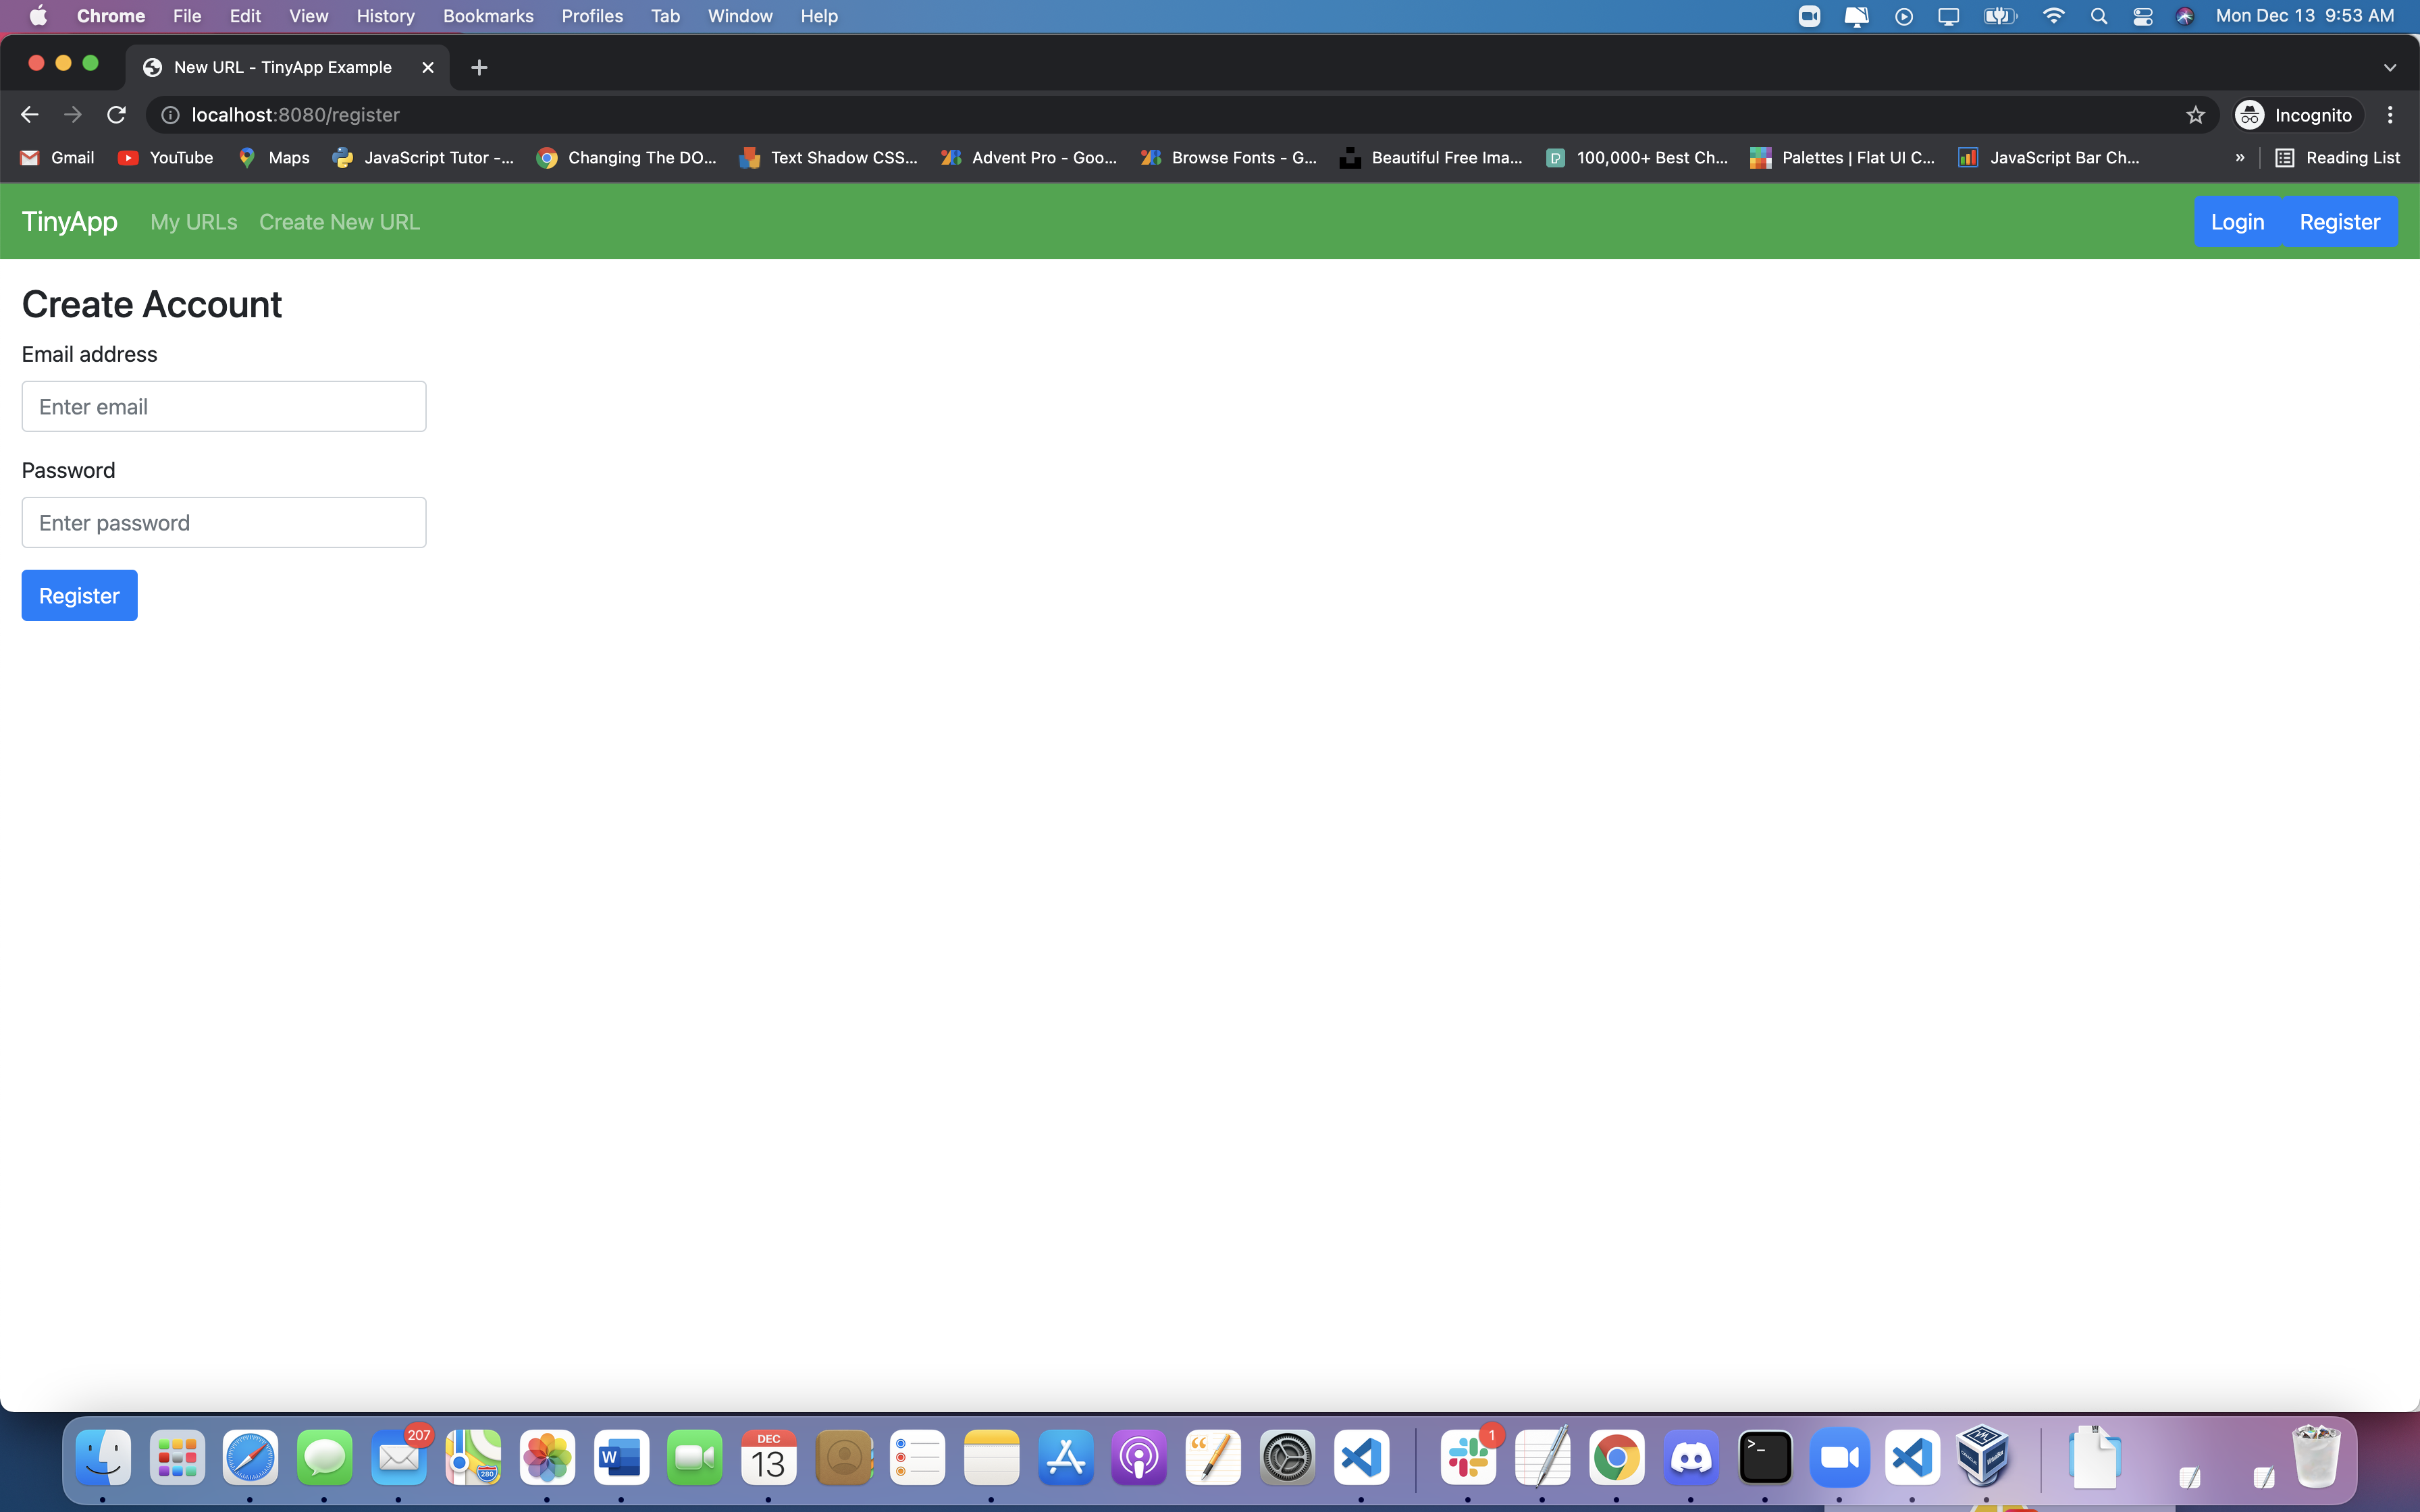 Chrome File Edit View History Bookmarks Profiles Tab Window Help Mon Dec 13 9:53 AM
New URL - TinyApp Example
localhost:8080/register Incognito
Gmail YouTube Maps JavaScript Tutor -... Changing The DO... Text Shadow CSS... Advent Pro - Goo... Browse Fonts - G... Beautiful Free Ima... 100,000+ Best Ch... Palettes | Flat UI C... JavaScript Bar Ch... » Reading List
TinyApp My URLs Create New URL Login Register
Create Account
Email address
Enter email
Password
Enter password
Register
207 280 W DEC 13 1 >_